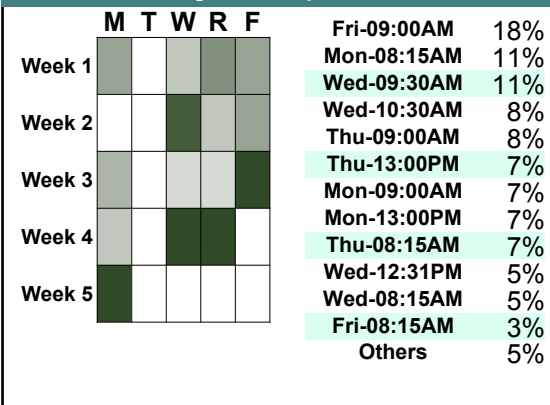 M T W R F
Week 1
Week 2
Week 3
Week 4
Week 5
Fri-09:00AM 18%
Mon-08:15AM 11%
Wed-09:30AM 11%
Wed-10:30AM 8%
Thu-09:00AM 8%
Thu-13:00PM 7%
Mon-09:00AM 7%
Mon-13:00PM 7%
Thu-08:15AM 7%
Wed-12:31PM 5%
Wed-08:15AM 5%
Fri-08:15AM 3%
Others 5%